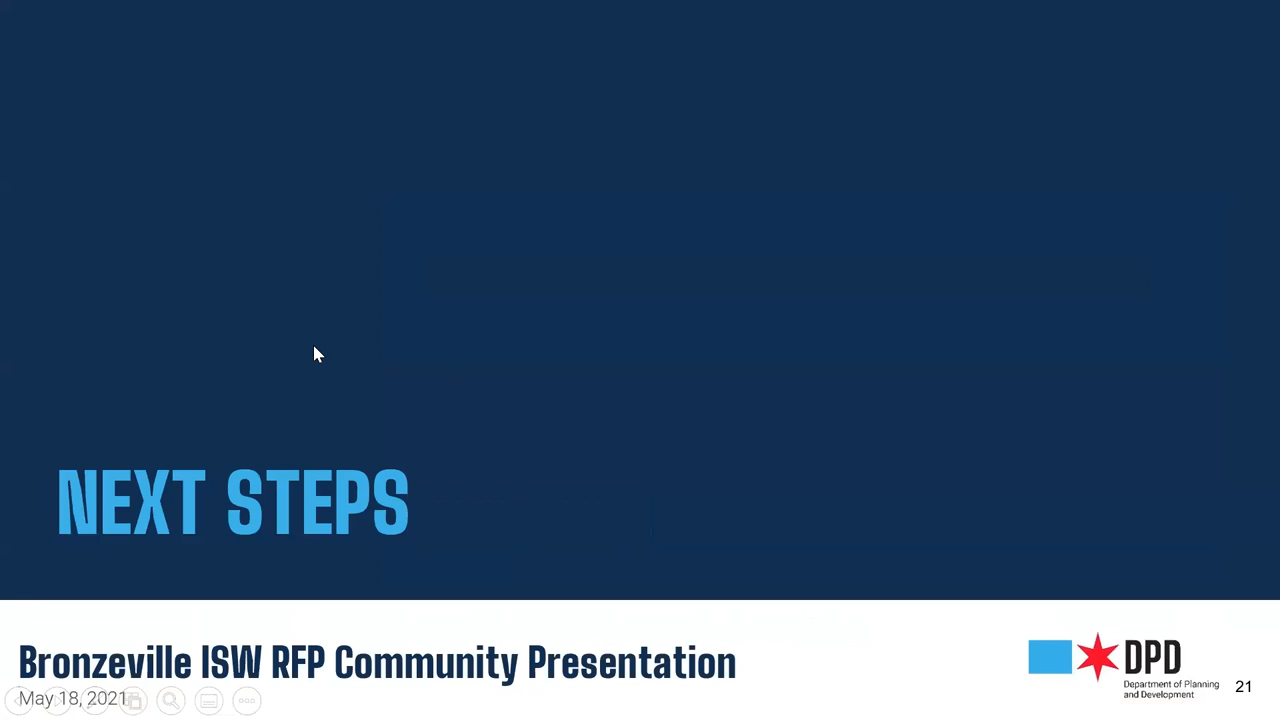 NEXT STEPS
Bronzeville ISW RFP Community Presentation
May 18, 2021
DPD
Department of Planning
and Development
21